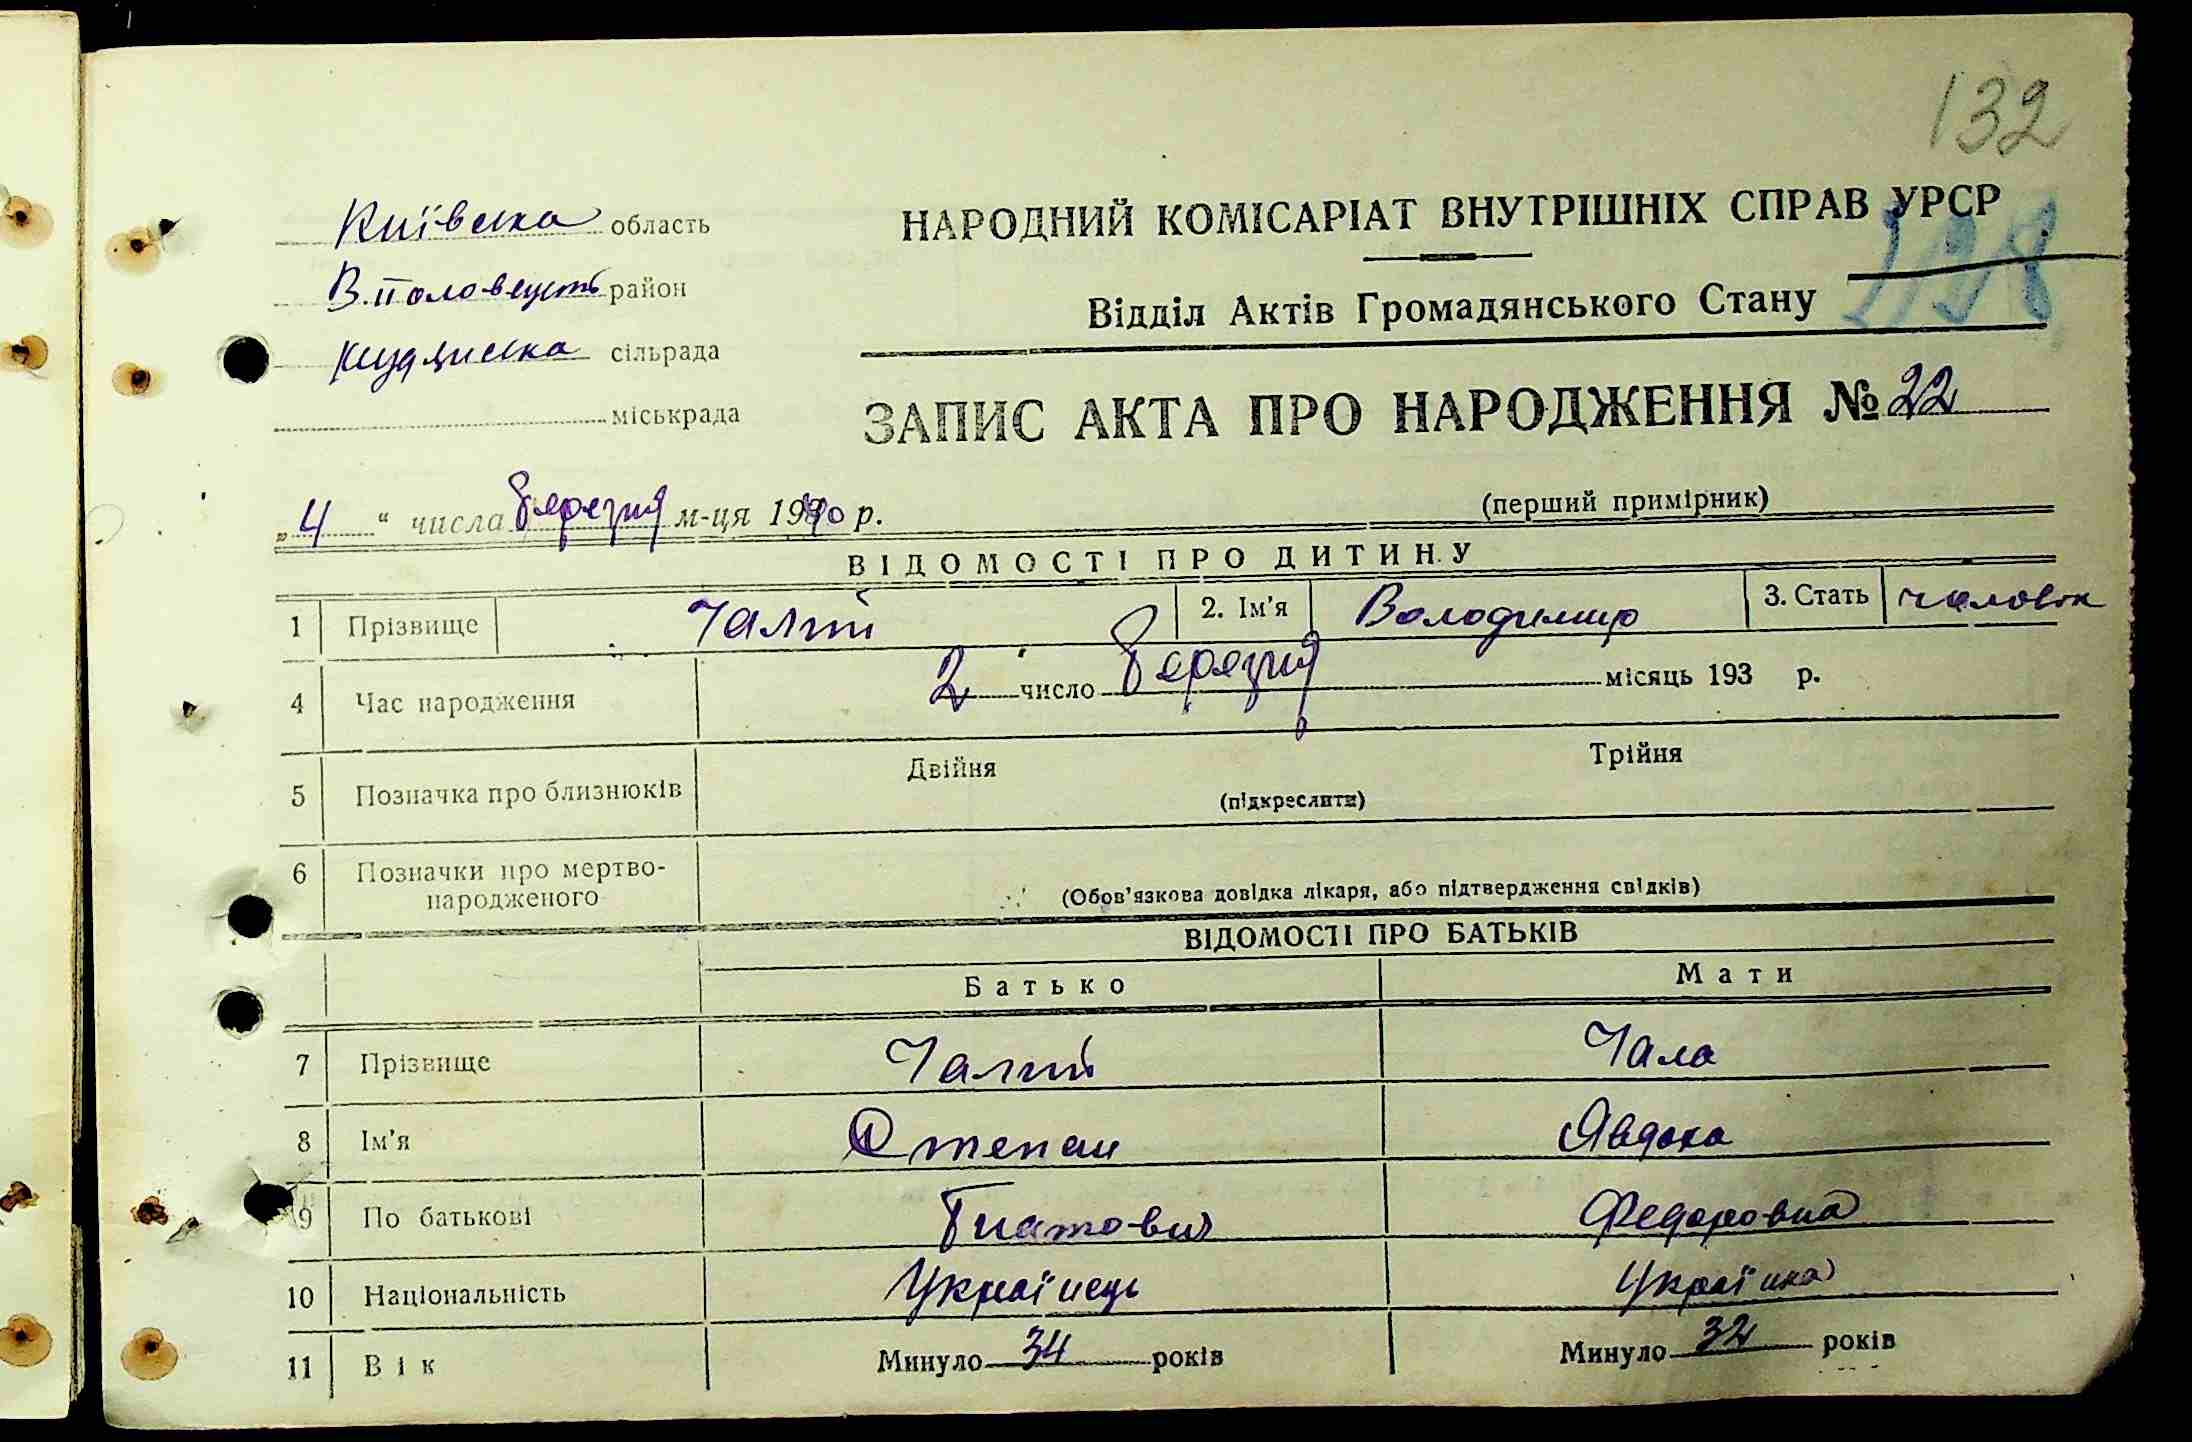 132
Київська область
НАРОДНИЙ КОМІСАРІАТ ВНУТРІШНІХ СПРАВ УРСР
128
В. Половецьк район
Відділ Актів Громадянського Стану
сільрада
міськрада
ЗАПИС АКТА ПРО НАРОДЖЕННЯ № 22
„ 4 “ числа березня м-ця 1940 р.
(перший примірник)
ВІДОМОСТІ ПРО ДИТИНУ
1 Прізвище Чалий 2. Ім'я Володимир 3. Стать чоловік
4 Час народження 2 число березня місяць 193 р.
5 Позначка про близнюків Двійня Трійня
(підкреслити)
6 Позначки про мертво-
народженого
(Обов'язкова довідка лікаря, або підтвердження свідків)
ВІДОМОСТІ ПРО БАТЬКІВ
Батько Мати
7 Прізвище Чалий Чала
8 Ім'я Степан Явдоха
9 По батькові Федоровна
10 Національність Українець Українка
11 Вік Минуло 34 років Минуло 32 років